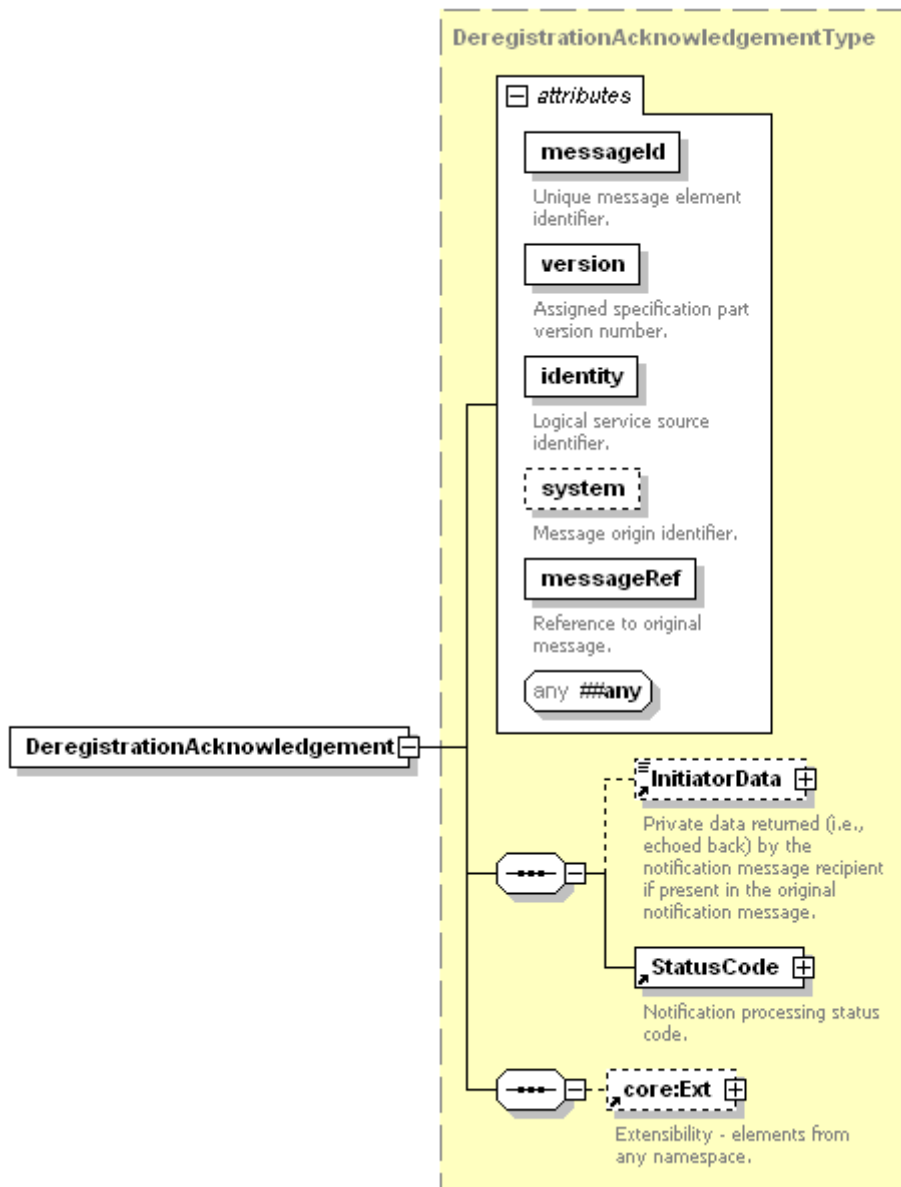 DeregistrationAcknowledgementType
attributes
messageId
Unique message element
identifier.
version
Assigned specification part
version number.
identity
Logical service source
identifier.
system
Message origin identifier.
messageRef
Reference to original
message.
any ##any
DeregistrationAcknowledgement
InitiatorData
Private data returned (i.e.,
echoed back) by the
notification message recipient
if present in the original
notification message.
StatusCode
Notification processing status
code.
core:Ext
Extensibility - elements from
any namespace.